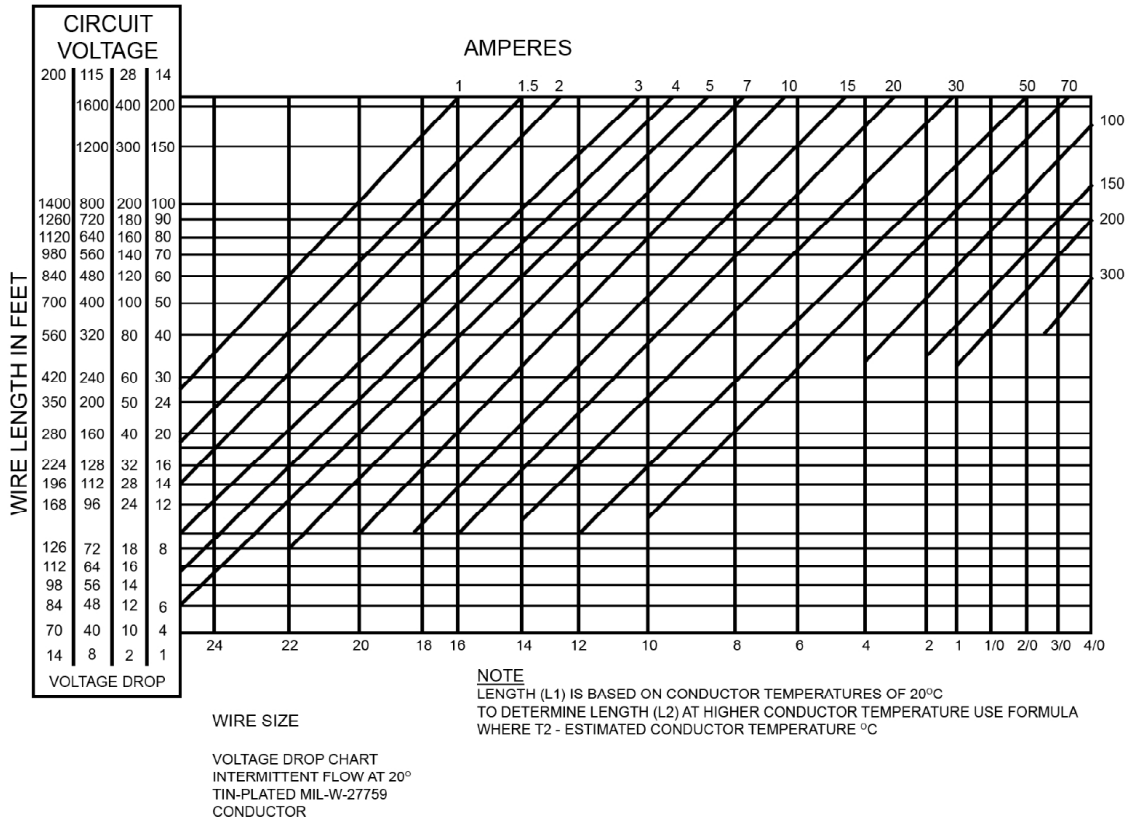 CIRCUIT
VOLTAGE
200 115 28 14
AMPERES
1 1.5 2 3 4 5 7 10 15 20 30 50 70
100
150
200
300
WIRE LENGTH IN FEET
1600 400 200
1200 300 150
1400 800 200 100
1260 720 180 90
1120 640 160 80
980 560 140 70
840 480 120 60
700 400 100 50
560 320 80 40
420 240 60 30
350 200 50 24
280 160 40 20
224 128 32 16
196 112 28 14
168 96 24 12
126 72 18 8
112 64 16
98 56 14
84 48 12 6
70 40 10 4
14 8 2 1
VOLTAGE DROP
24 22 20 18 16 14 12 10 8 6 4 2 1 1/0 2/0 3/0 4/0
NOTE
LENGTH (L1) IS BASED ON CONDUCTOR TEMPERATURES OF 20°C
TO DETERMINE LENGTH (L2) AT HIGHER CONDUCTOR TEMPERATURE USE FORMULA
WHERE T2 - ESTIMATED CONDUCTOR TEMPERATURE °C
WIRE SIZE
VOLTAGE DROP CHART
INTERMITTENT FLOW AT 20°
TIN-PLATED MIL-W-27759
CONDUCTOR